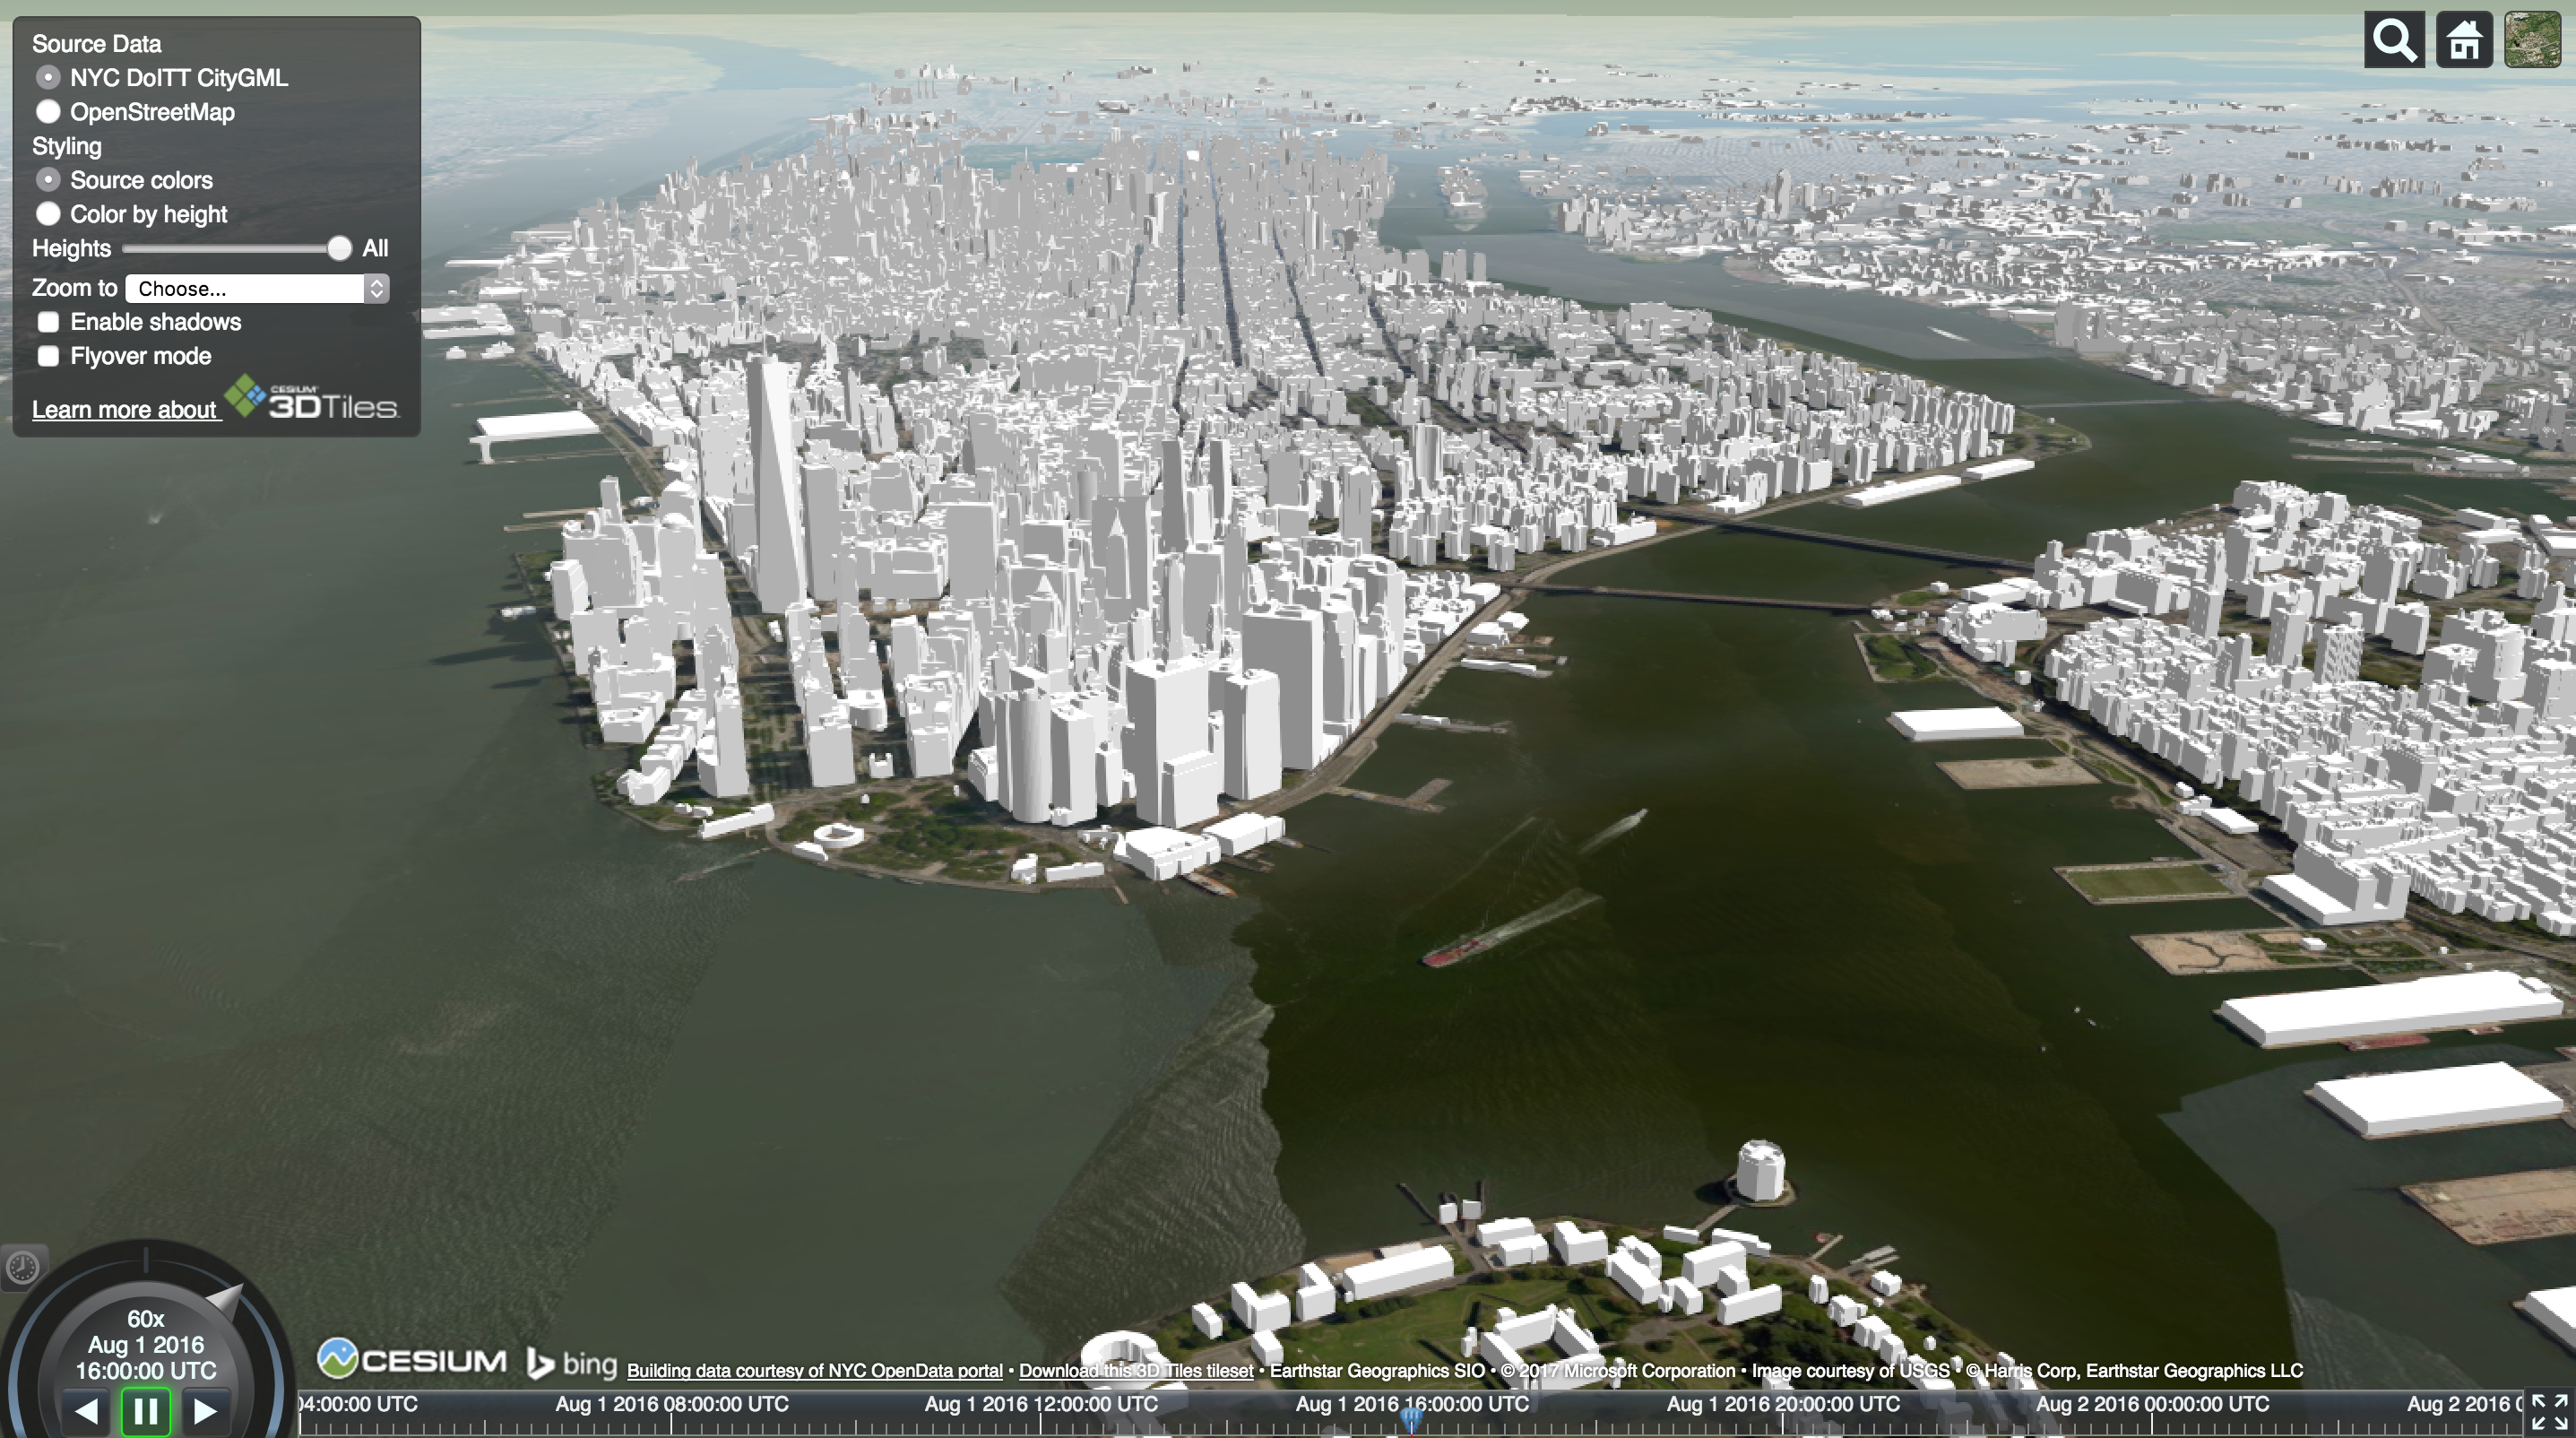 Source Data
NYC DoITT CityGML
OpenStreetMap
Styling
Source colors
Color by height
Heights All
Zoom to Choose...
Enable shadows
Flyover mode
Learn more about CESIUM 3DTiles
60x
Aug 1 2016
16:00:00 UTC
CESIUM bing Building data courtesy of NYC OpenData portal • Download this 3D Tiles tileset • Earthstar Geographics SIO • © 2017 Microsoft Corporation • Image courtesy of USGS • © Harris Corp, Earthstar Geographics LLC
04:00:00 UTC Aug 1 2016 08:00:00 UTC Aug 1 2016 12:00:00 UTC Aug 1 2016 16:00:00 UTC Aug 1 2016 20:00:00 UTC Aug 2 2016 00:00:00 UTC Aug 2 2016